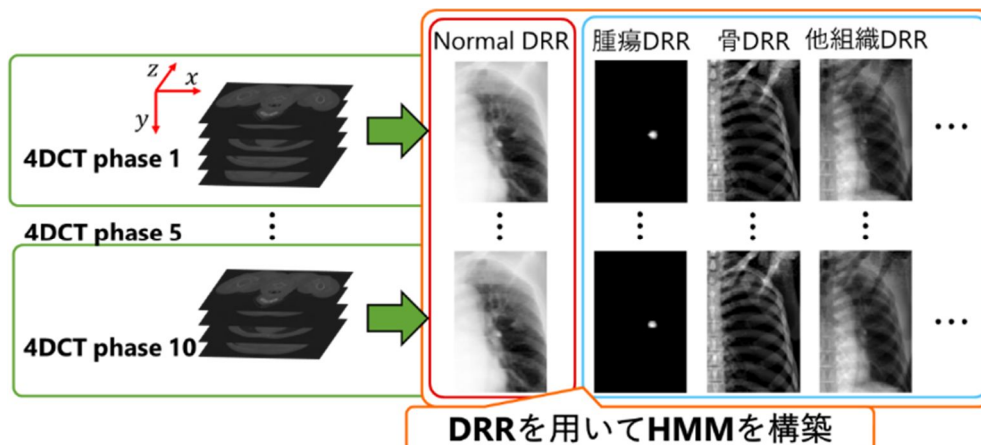 Normal DRR
腫瘍DRR
骨DRR
他組織DRR
z
x
y
4DCT phase 1
...
4DCT phase 5
⋮
⋮
⋮
⋮
⋮
4DCT phase 10
...
DRRを用いてHMMを構築